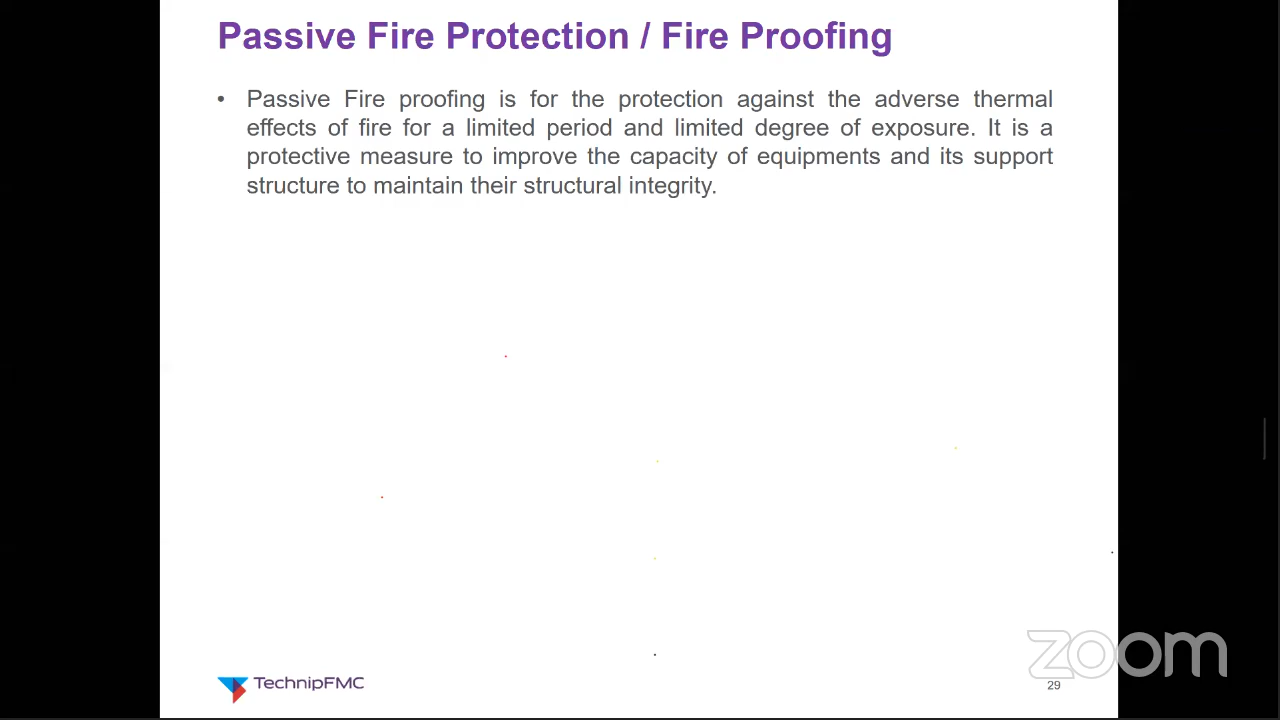 Passive Fire Protection / Fire Proofing
• Passive Fire proofing is for the protection against the adverse thermal
effects of fire for a limited period and limited degree of exposure. It is a
protective measure to improve the capacity of equipments and its support
structure to maintain their structural integrity.
TechnipFMC
zoom
29